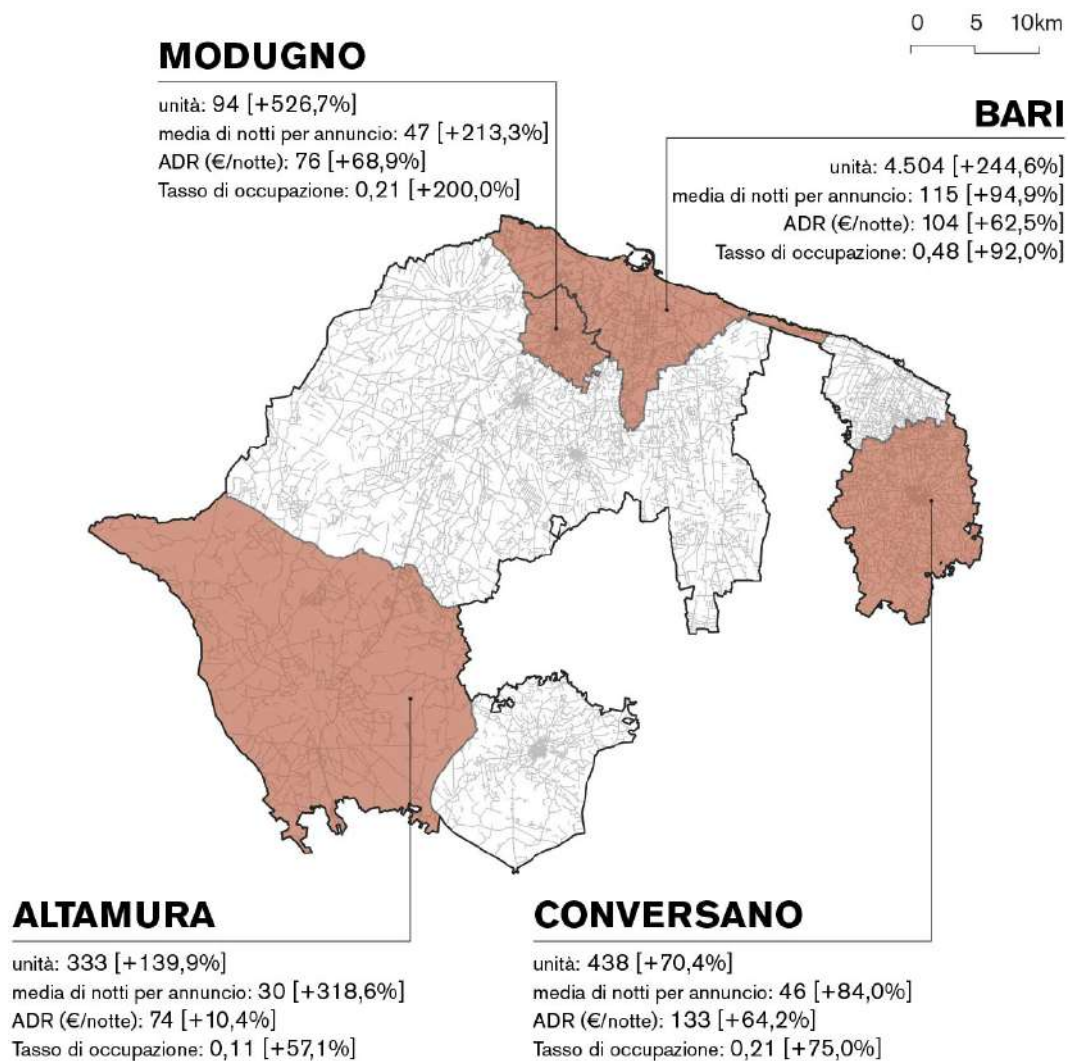 0 5 10km
MODUGNO
unità: 94 [+526,7%]
media di notti per annuncio: 47 [+213,3%]
ADR (€/notte): 76 [+68,9%]
Tasso di occupazione: 0,21 [+200,0%]
BARI
unità: 4.504 [+244,6%]
media di notti per annuncio: 115 [+94,9%]
ADR (€/notte): 104 [+62,5%]
Tasso di occupazione: 0,48 [+92,0%]
ALTAMURA
unità: 333 [+139,9%]
media di notti per annuncio: 30 [+318,6%]
ADR (€/notte): 74 [+10,4%]
Tasso di occupazione: 0,11 [+57,1%]
CONVERSANO
unità: 438 [+70,4%]
media di notti per annuncio: 46 [+84,0%]
ADR (€/notte): 133 [+64,2%]
Tasso di occupazione: 0,21 [+75,0%]